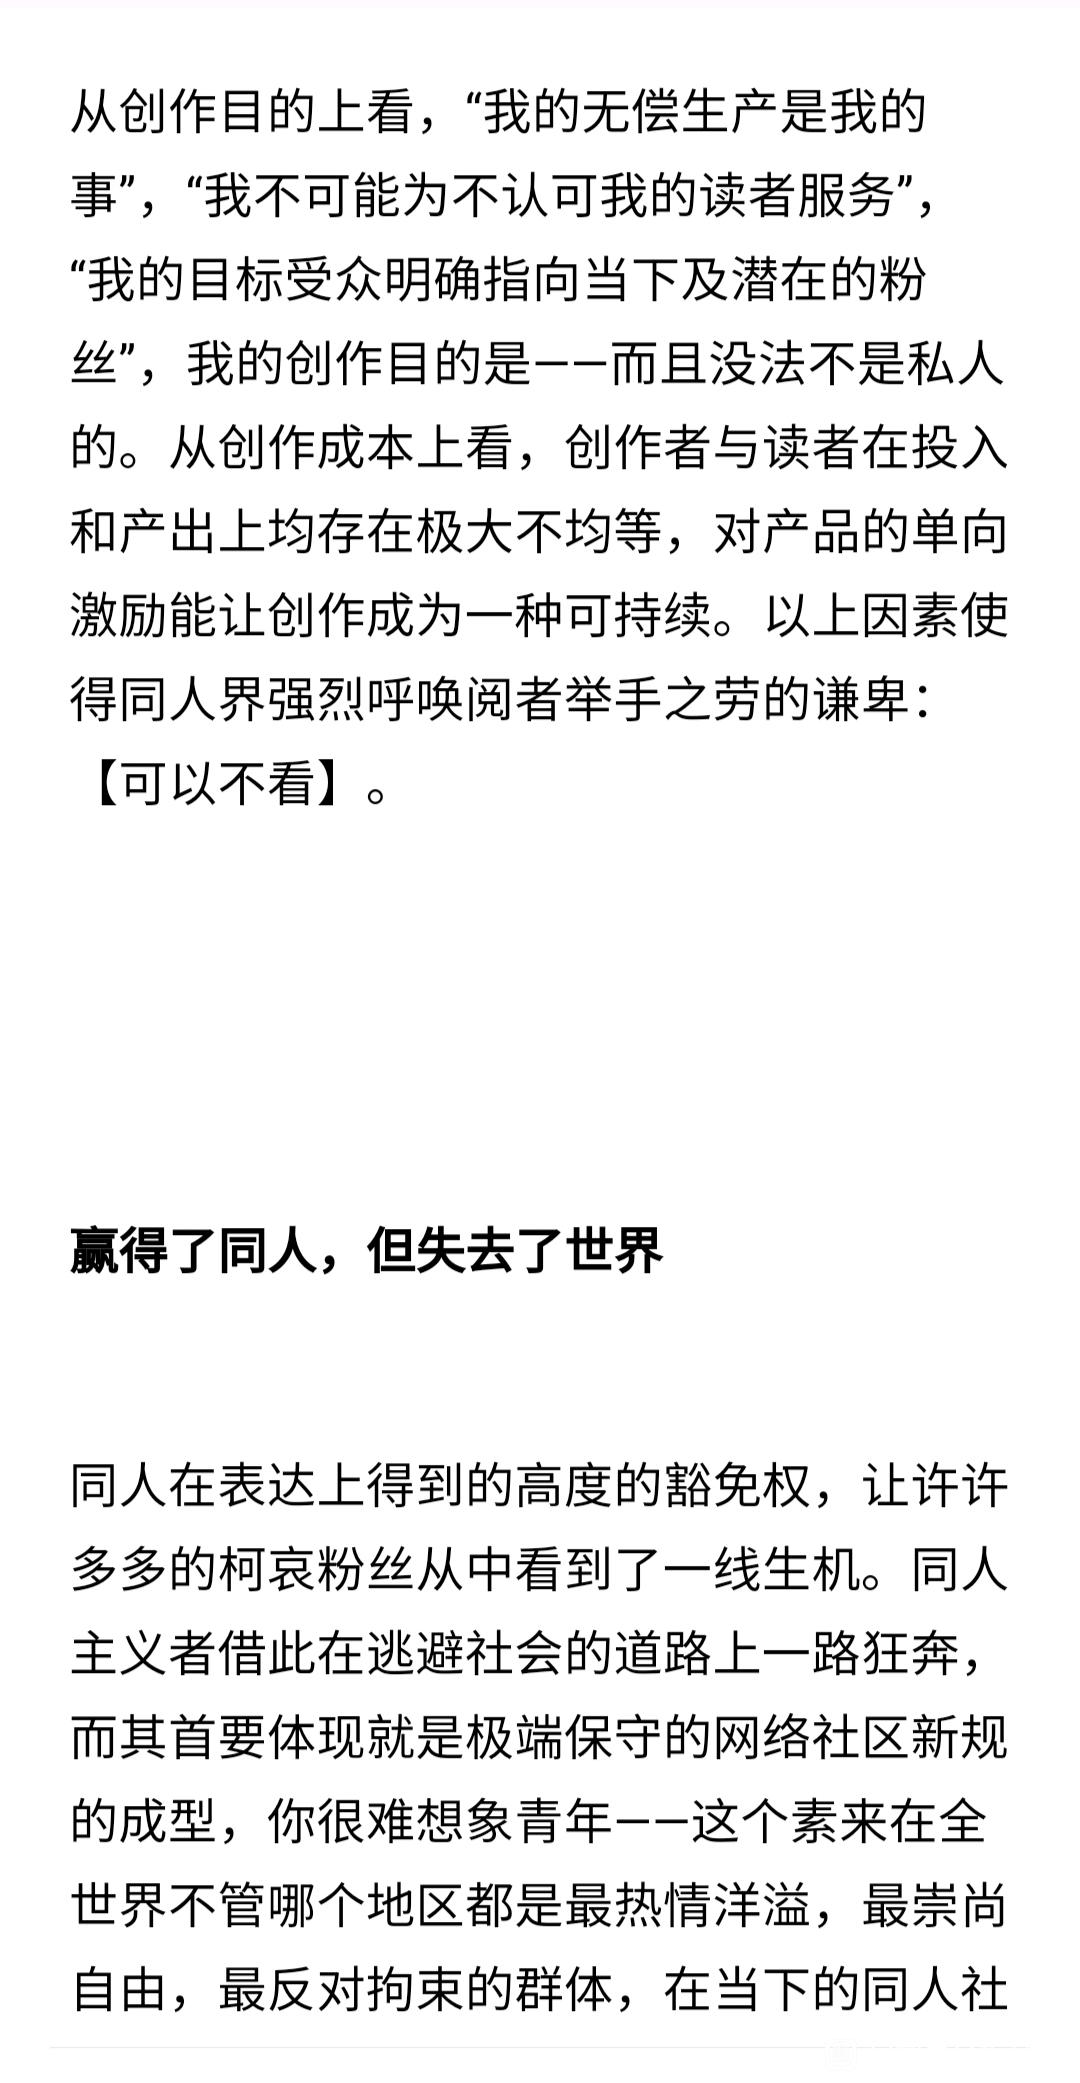 从创作目的上看，“我的无偿生产是我的
事”，“我不可能为不认可我的读者服务”，
“我的目标受众明确指向当下及潜在的粉
丝”，我的创作目的是——而且没法不是私人
的。从创作成本上看，创作者与读者在投入
和产出上均存在极大不均等，对产品的单向
激励能让创作成为一种可持续。以上因素使
得同人界强烈呼唤阅者举手之劳的谦卑：
【可以不看】。
赢得了同人，但失去了世界
同人在表达上得到的高度的豁免权，让许许
多多的柯哀粉丝从中看到了一线生机。同人
主义者借此在逃避社会的道路上一路狂奔，
而其首要体现就是极端保守的网络社区新规
的成型，你很难想象青年——这个素来在全
世界不管哪个地区都是最热情洋溢，最崇尚
自由，最反对拘束的群体，在当下的同人社